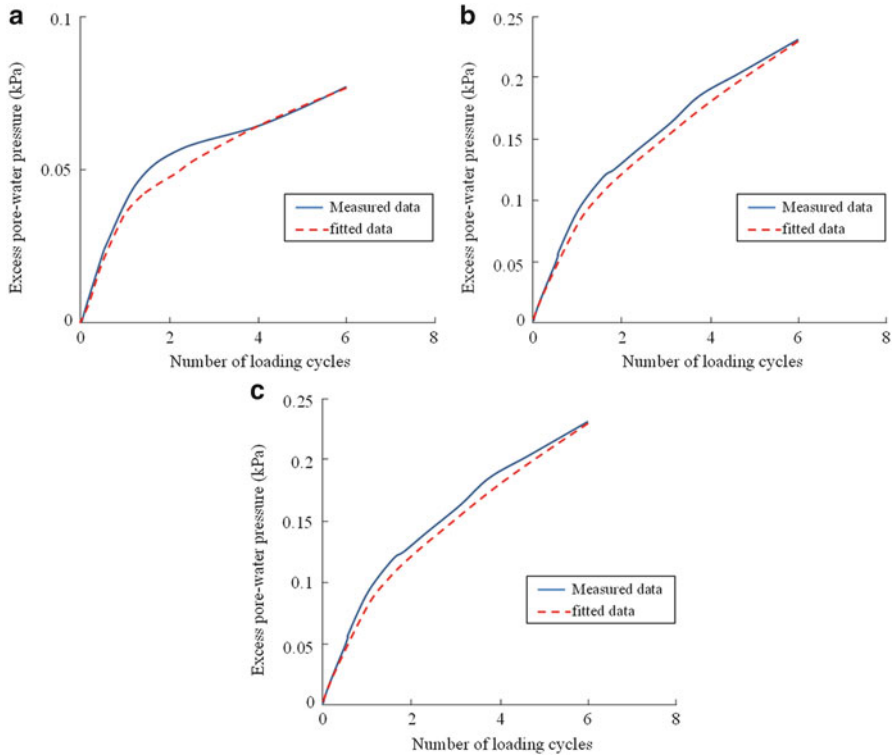 a
0.1
0.05
0
Excess pore-water pressure (kPa)
Measured data
fitted data
0 2 4 6 8
Number of loading cycles
b
0.25
0.2
0.15
0.1
0.05
0
Excess pore-water pressure (kPa)
Measured data
fitted data
0 2 4 6 8
Number of loading cycles
c
0.25
0.2
0.15
0.1
0.05
0
Excess pore-water pressure (kPa)
Measured data
fitted data
0 2 4 6 8
Number of loading cycles